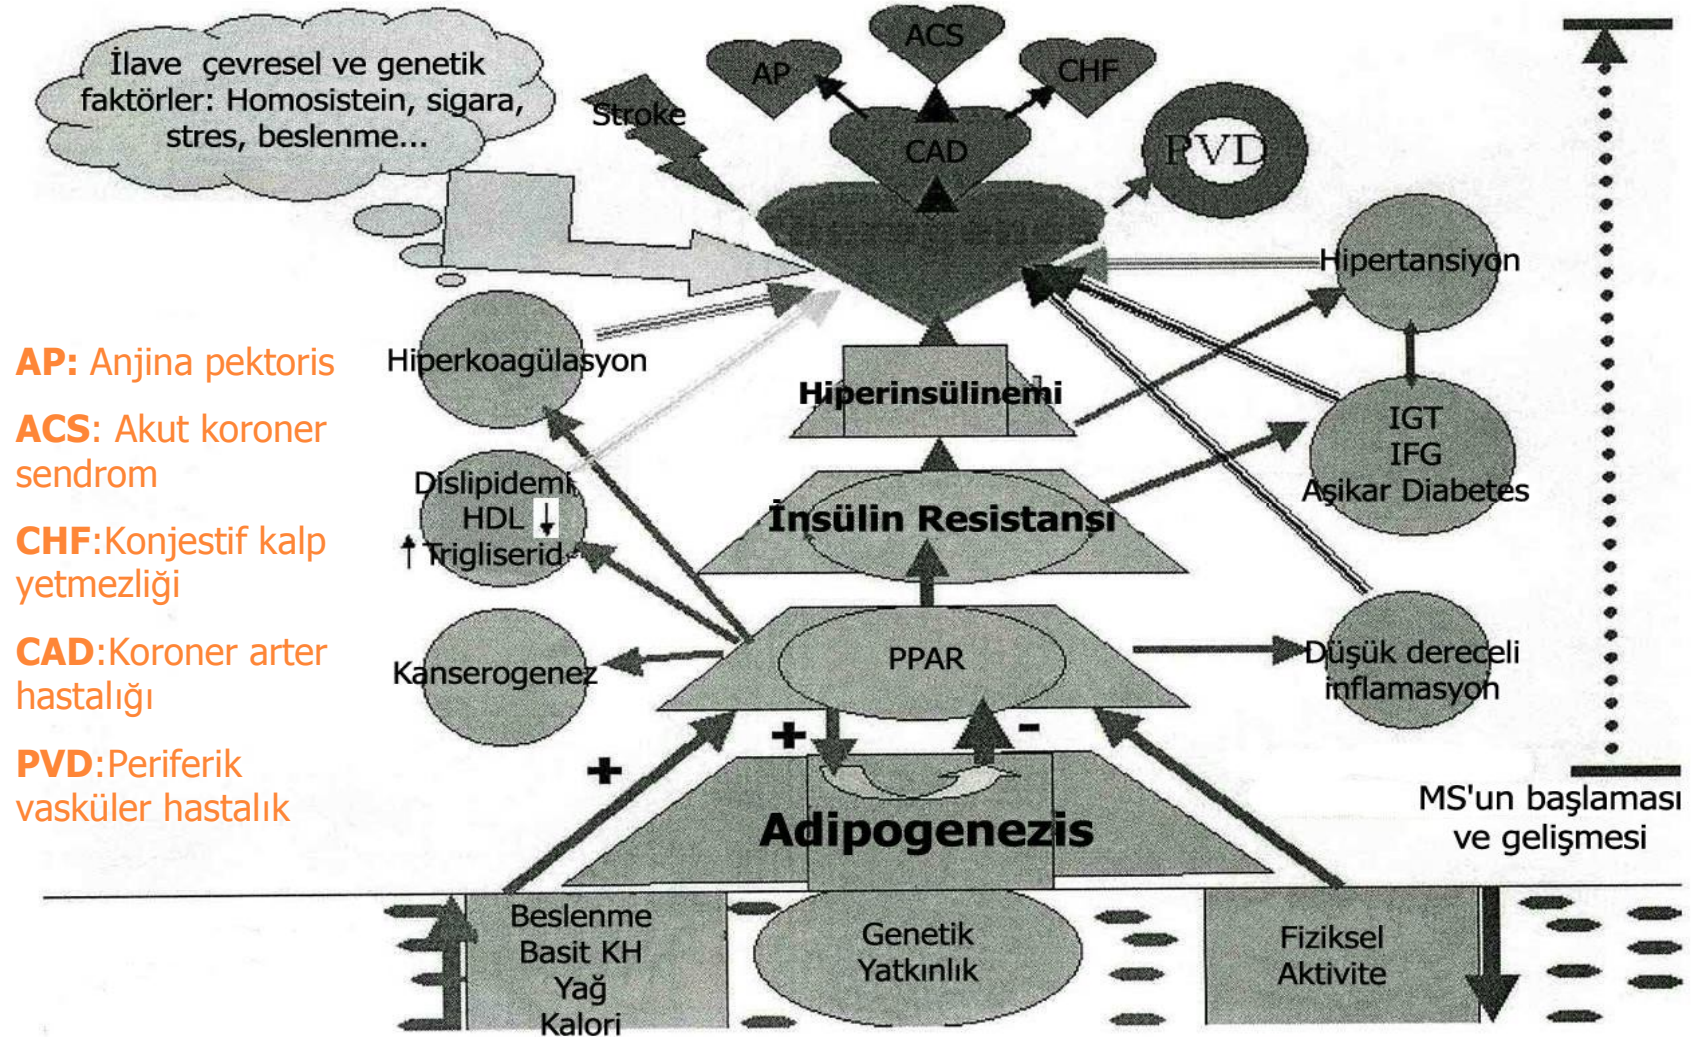 İlave çevresel ve genetik
faktörler: Homosistein, sigara,
stres, beslenme...
Stroke
AP
ACS
CHF
CAD
PVD
Hipertansiyon
Hiperkoagülasyon
Hiperinsülinemi
IGT
IFG
Aşikar Diabetes
Dislipidemi
HDL ↓
↑ Trigliserid
İnsülin Resistansı
Kanserogenez
PPAR
Düşük dereceli
inflamasyon
+
+
-
Adipogenezis
MS'un başlaması
ve gelişmesi
Beslenme
Basit KH
Yağ
Kalori
Genetik
Yatkınlık
Fiziksel
Aktivite
AP: Anjina pektoris
ACS: Akut koroner
sendrom
CHF:Konjestif kalp
yetmezliği
CAD:Koroner arter
hastalığı
PVD:Periferik
vasküler hastalık